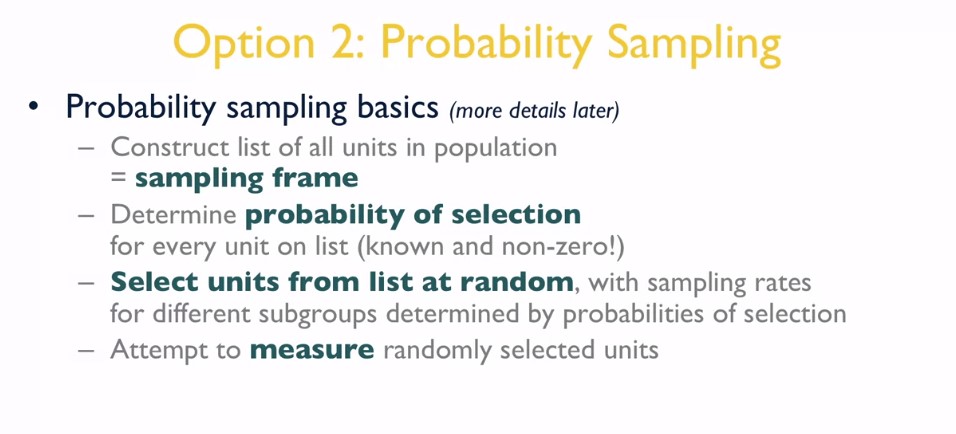 Option 2: Probability Sampling
• Probability sampling basics (more details later)
– Construct list of all units in population
= sampling frame
– Determine probability of selection
for every unit on list (known and non-zero!)
– Select units from list at random, with sampling rates
for different subgroups determined by probabilities of selection
– Attempt to measure randomly selected units